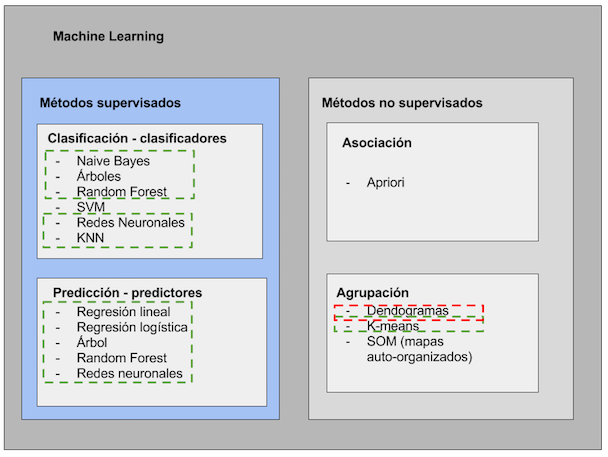 Machine Learning
Métodos supervisados
Clasificación - clasificadores
- Naive Bayes
- Árboles
- Random Forest
- SVM
- Redes Neuronales
- KNN
Predicción - predictores
- Regresión lineal
- Regresión logística
- Árbol
- Random Forest
- Redes neuronales
Métodos no supervisados
Asociación
- Apriori
Agrupación
- Dendogramas
- K-means
- SOM (mapas
auto-organizados)